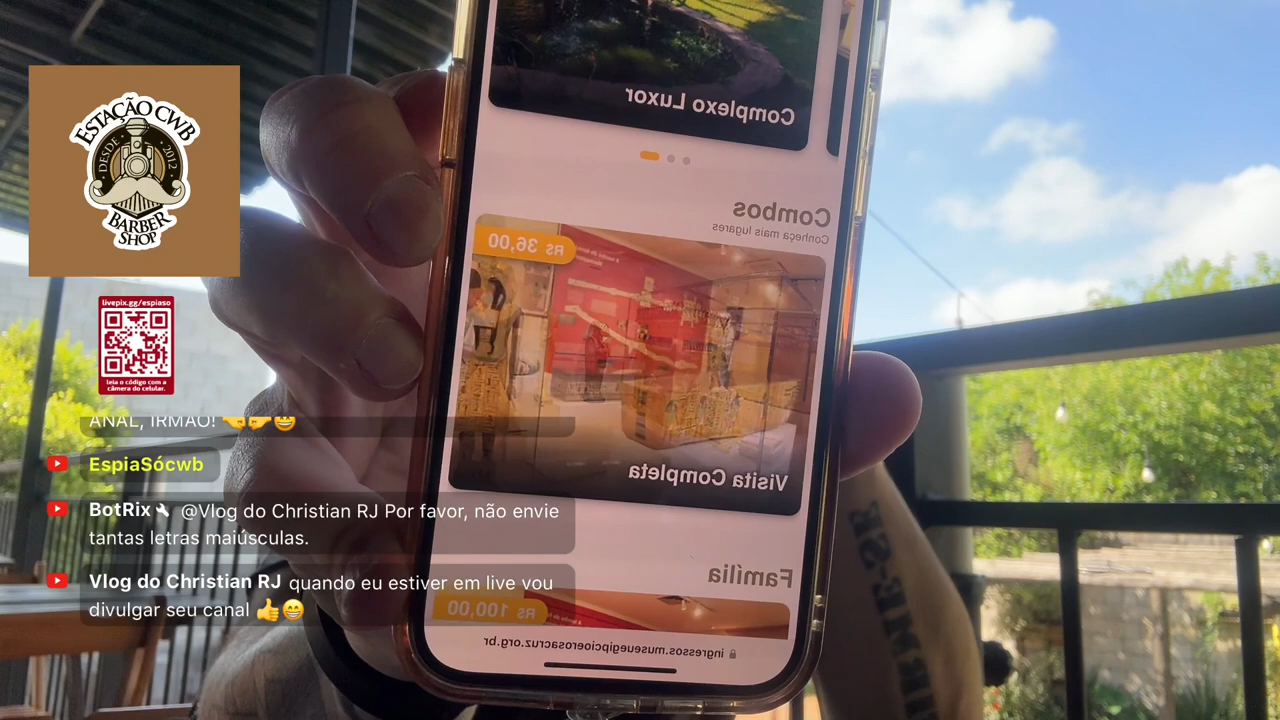 ESTAÇÃO CWB
DESDE 2012
BARBER
SHOP
livepix.gg/espiaso
leia o código com a
câmera do celular.
ANAL, IRMÃO! 🤜🤛😁
EspiaSócwb
BotRix🔧 @Vlog do Christian RJ Por favor, não envie
tantas letras maiúsculas.
Vlog do Christian RJ quando eu estiver em live vou
divulgar seu canal 👍😁
Complexo Luxor
Combos
Conheça mais lugares
R$ 36,00
Visita Completa
Família
R$ 100,00
ingressos.museuegipcioerosacruz.org.br